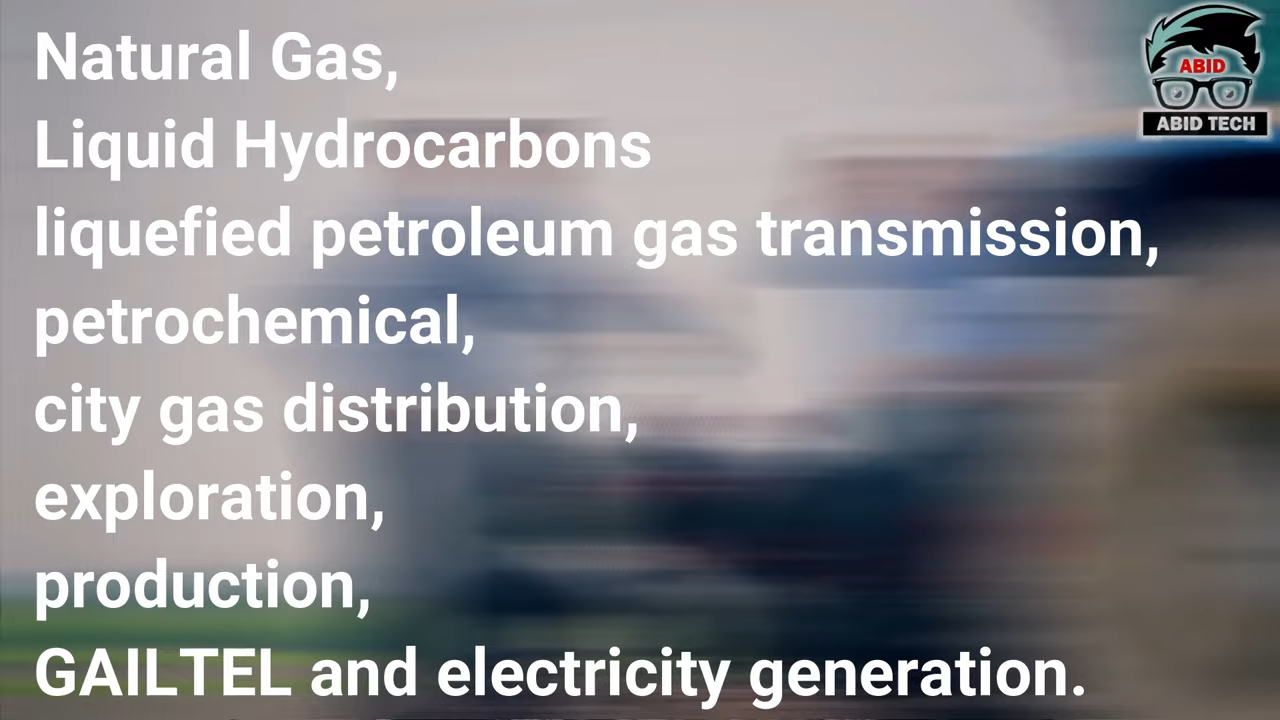 Natural Gas,
Liquid Hydrocarbons
liquefied petroleum gas transmission,
petrochemical,
city gas distribution,
exploration,
production,
GAILTEL and electricity generation.
ABID
ABID TECH